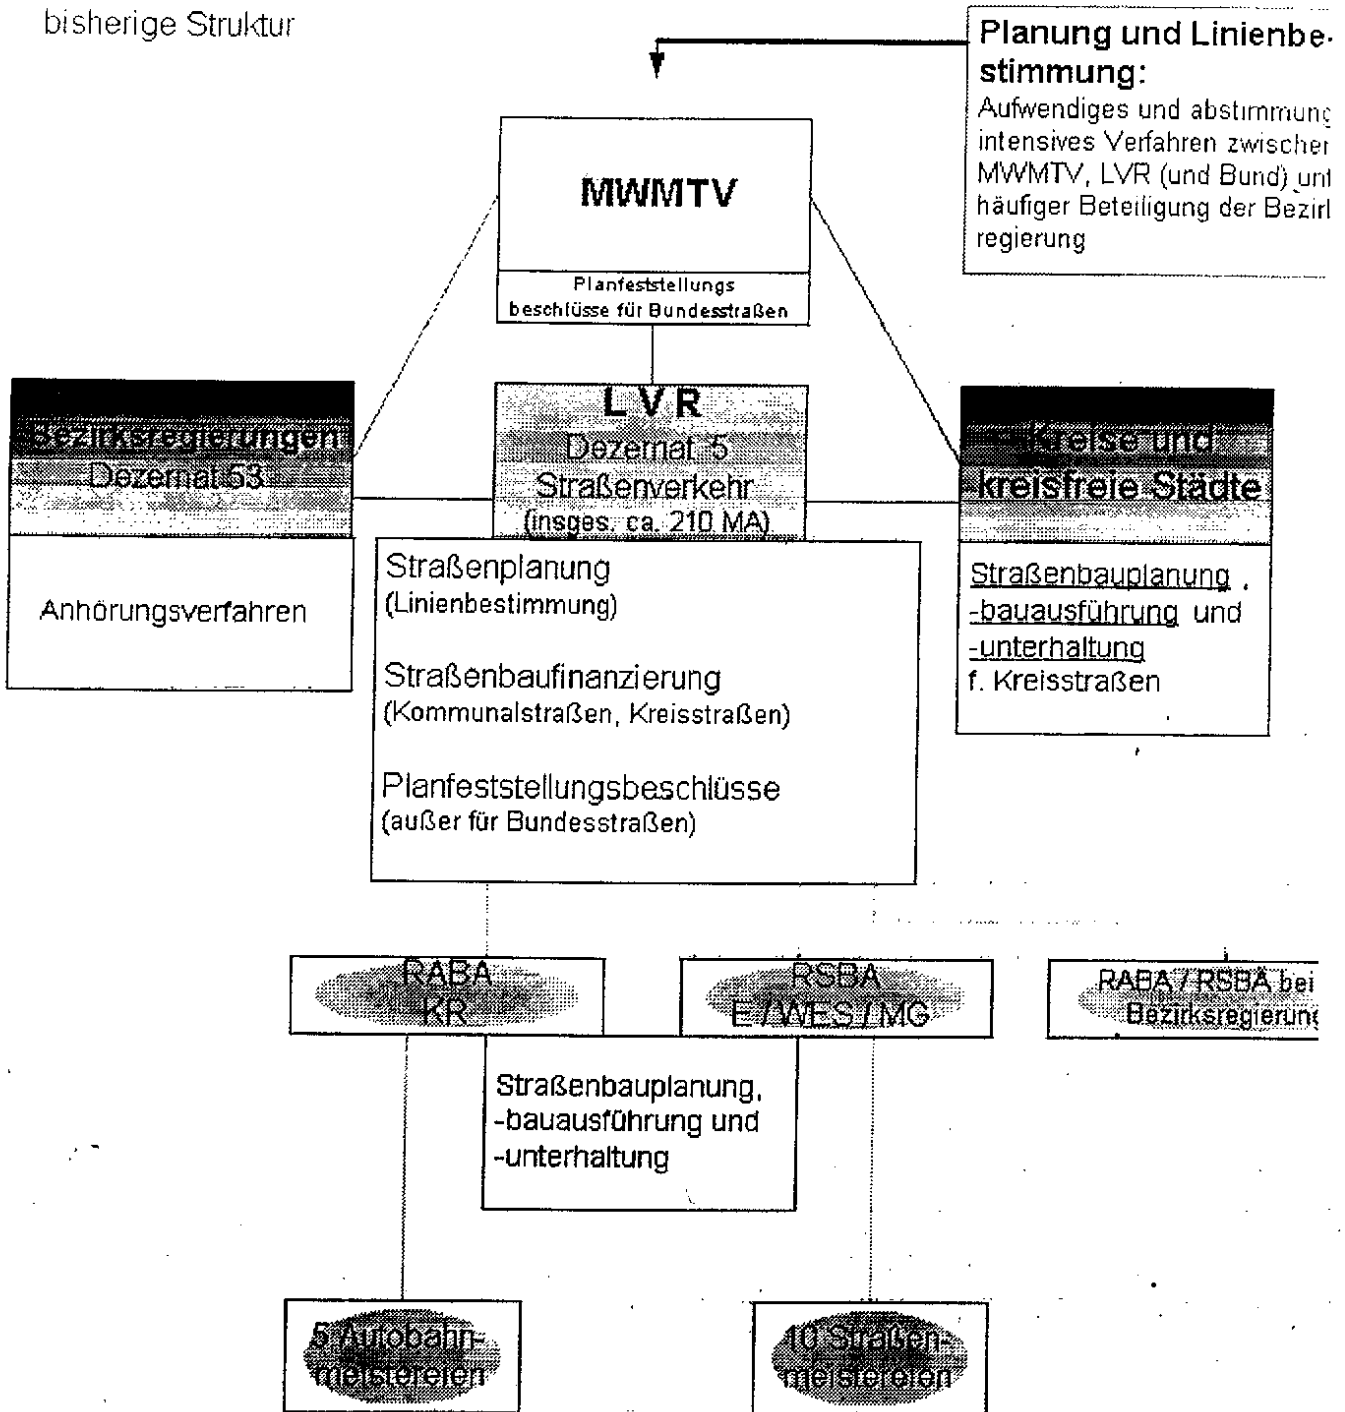 bisherige Struktur
Planung und Linienbe-
stimmung:
Aufwendiges und abstimmung
intensives Verfahren zwischen
MWMTV, LVR (und Bund) unt
häufiger Beteiligung der Bezirk
regierung
MWMTV
Planfeststellungs
beschlüsse für Bundesstraßen
Bezirksregierungen
Dezernat 53
Anhörungsverfahren
LVR
Dezernat 5
Straßenverkehr
(insges. ca. 210 MA)
Straßenplanung
(Linienbestimmung)
Straßenbaufinanzierung
(Kommunalstraßen, Kreisstraßen)
Planfeststellungsbeschlüsse
(außer für Bundesstraßen)
Kreise und
kreisfreie Städte
Straßenbauplanung,
-bauausführung und
-unterhaltung
f. Kreisstraßen
RABA
KR
RSBA
E / WES / MG
RABA / RSBÄ bei
Bezirksregierung
Straßenbauplanung,
-bauausführung und
-unterhaltung
5 Autobahn-
meistereien
10 Straßen-
meistereien